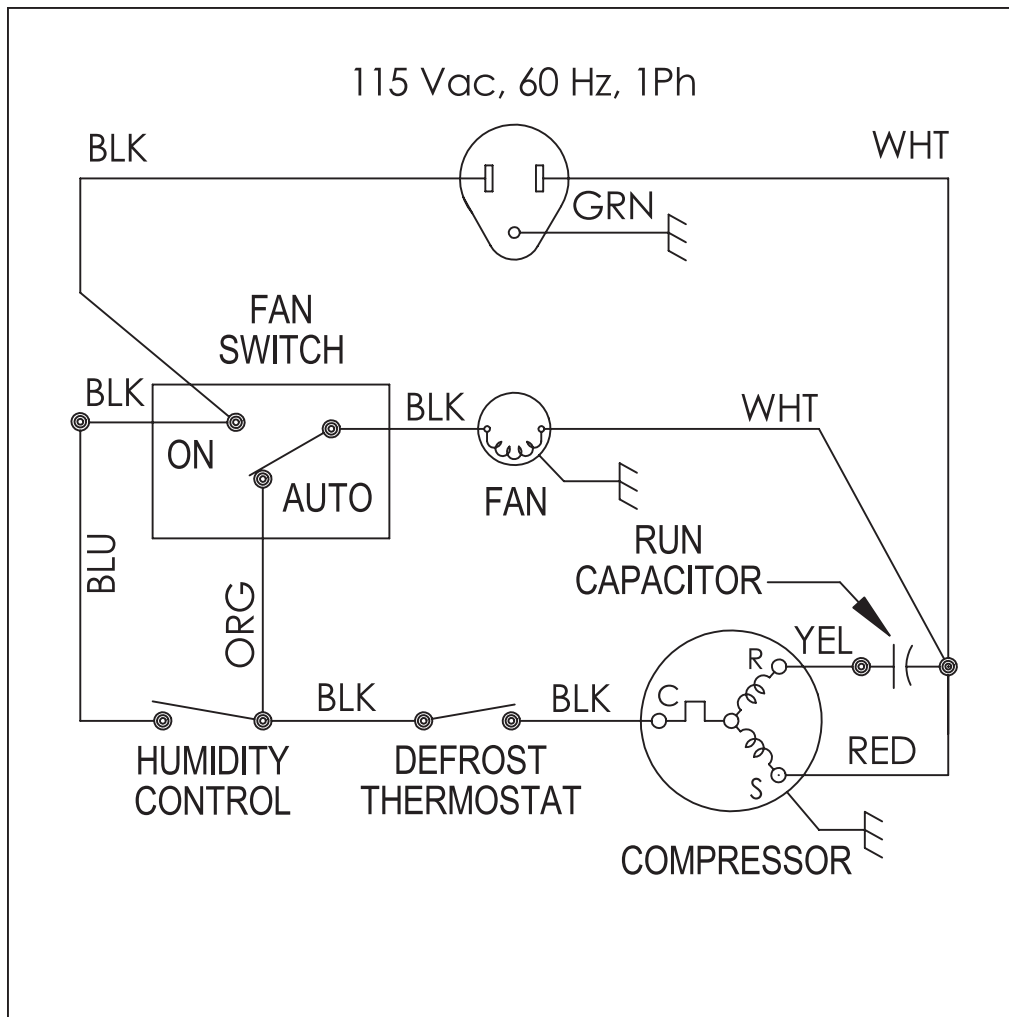 115 Vac, 60 Hz, 1Ph
BLK
WHT
GRN
FAN
SWITCH
BLK
ON
AUTO
BLK
FAN
WHT
BLU
ORG
RUN
CAPACITOR
YEL
R
C
S
BLK
BLK
RED
HUMIDITY
CONTROL
DEFROST
THERMOSTAT
COMPRESSOR